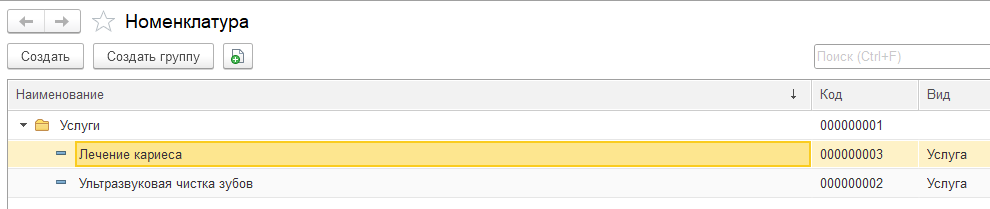 Номенклатура
Создать Создать группу Поиск (Ctrl+F)
Наименование ↓ Код Вид
Услуги 000000001
Лечение кариеса 000000003 Услуга
Ультразвуковая чистка зубов 000000002 Услуга